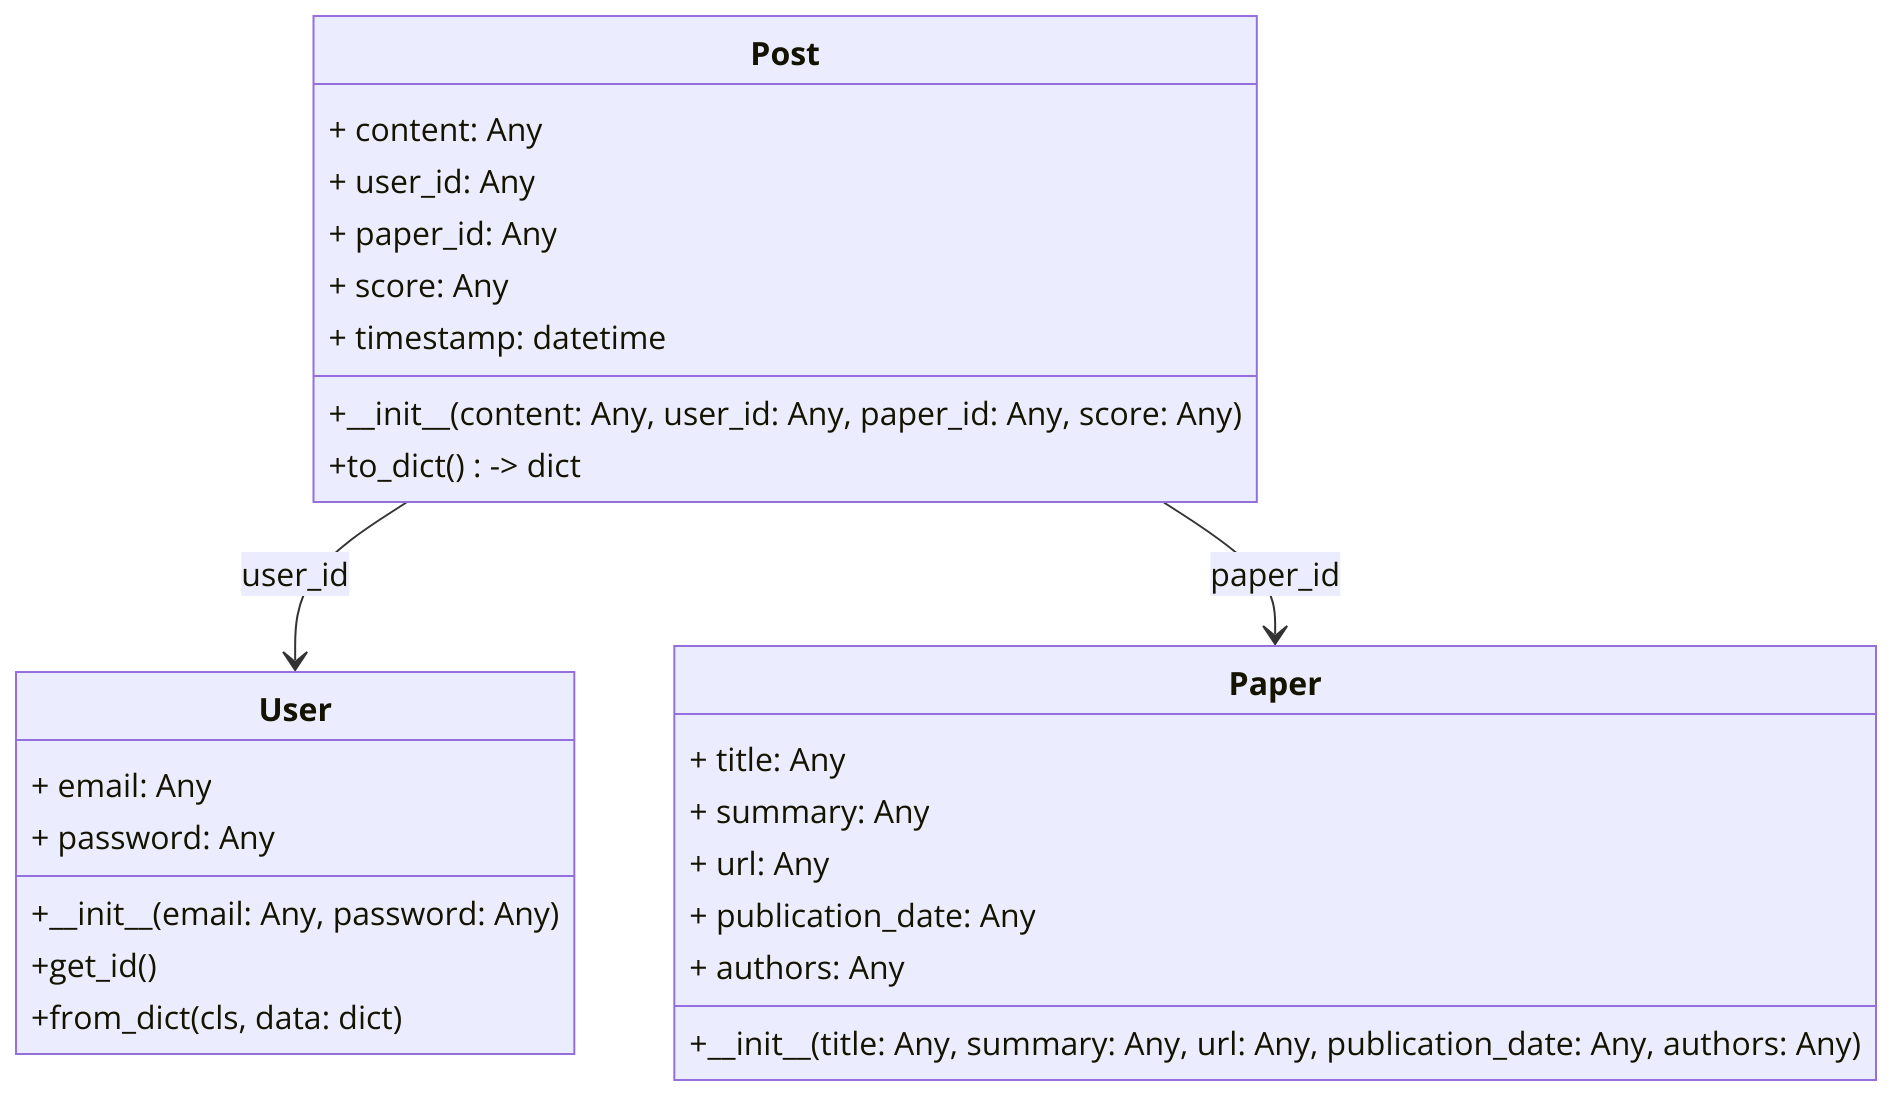 Post
+ content: Any
+ user_id: Any
+ paper_id: Any
+ score: Any
+ timestamp: datetime
+__init__(content: Any, user_id: Any, paper_id: Any, score: Any)
+to_dict() : -> dict
user_id
paper_id
User
+ email: Any
+ password: Any
+__init__(email: Any, password: Any)
+get_id()
+from_dict(cls, data: dict)
Paper
+ title: Any
+ summary: Any
+ url: Any
+ publication_date: Any
+ authors: Any
+__init__(title: Any, summary: Any, url: Any, publication_date: Any, authors: Any)